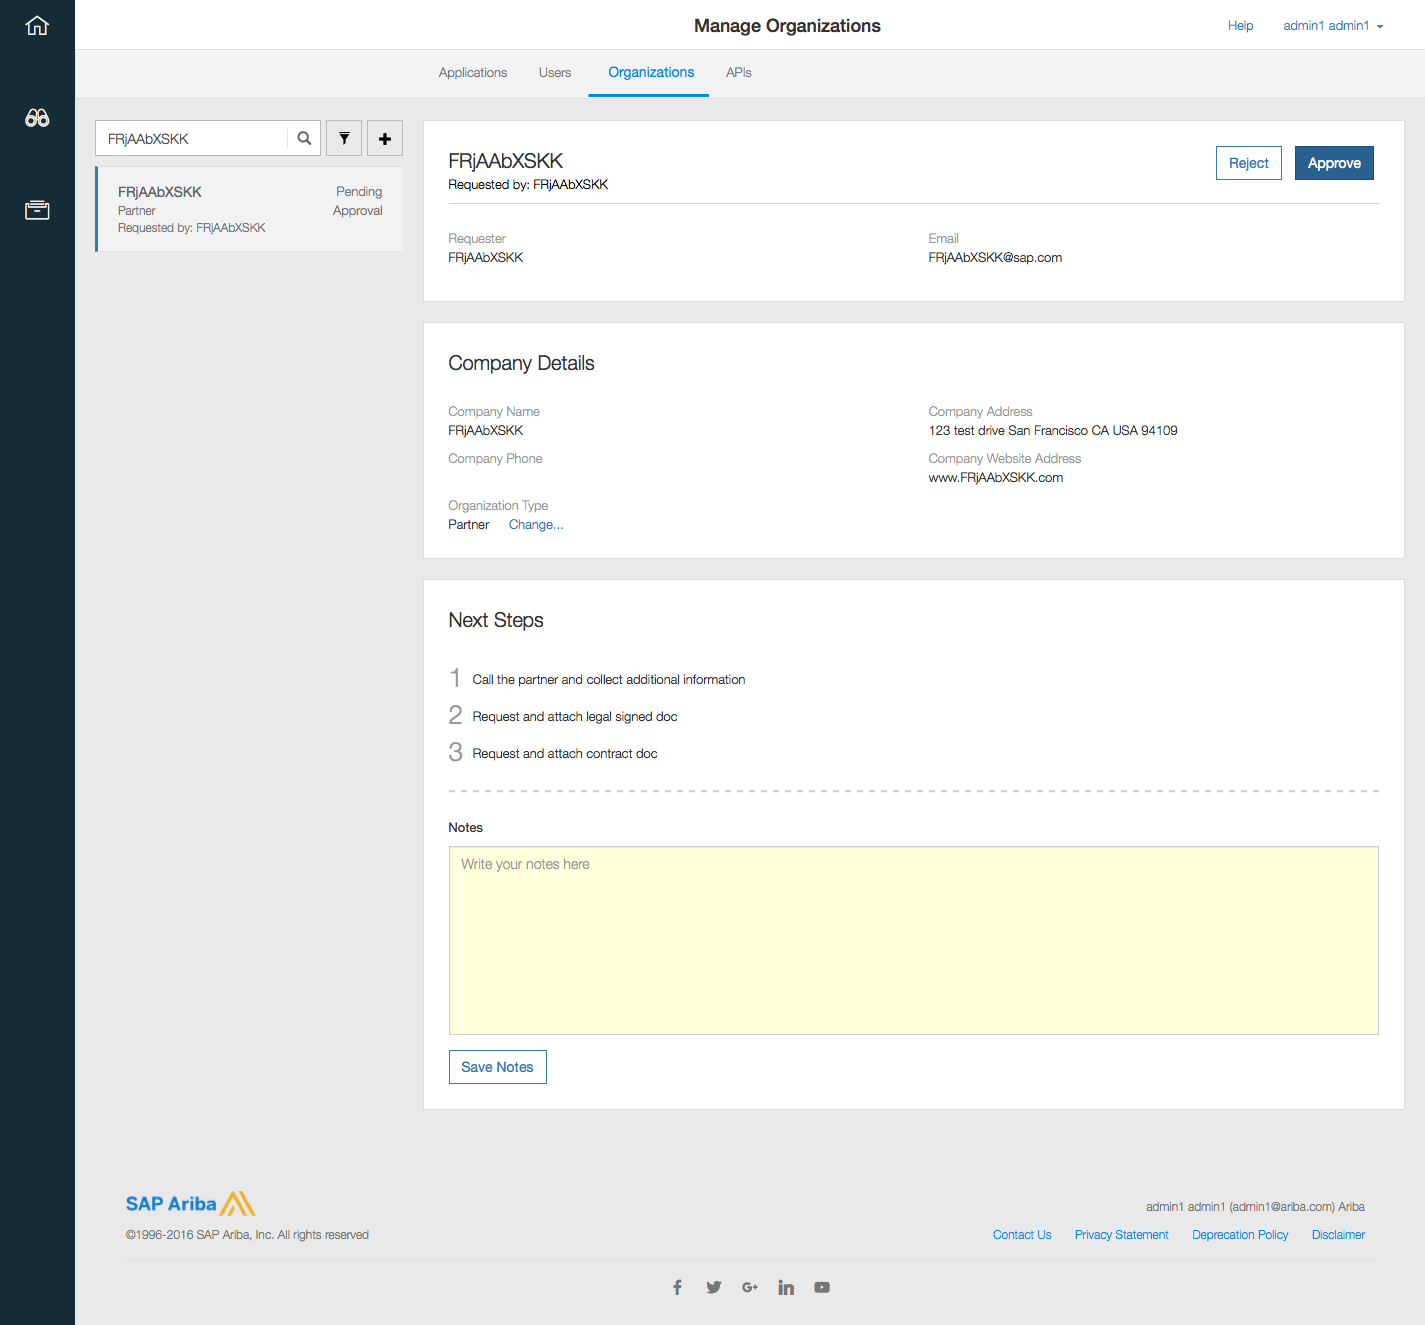 Manage Organizations
Help
admin1 admin1
Applications
Users
Organizations
APIs
FRjAAbXSKK
FRjAAbXSKK
Pending
Partner
Approval
Requested by: FRjAAbXSKK
FRjAAbXSKK
Requested by: FRjAAbXSKK
Reject
Approve
Requester
FRjAAbXSKK
Email
FRjAAbXSKK@sap.com
Company Details
Company Name
FRjAAbXSKK
Company Address
123 test drive San Francisco CA USA 94109
Company Phone
Company Website Address
www.FRjAAbXSKK.com
Organization Type
Partner Change...
Next Steps
1 Call the partner and collect additional information
2 Request and attach legal signed doc
3 Request and attach contract doc
Notes
Write your notes here
Save Notes
SAP Ariba
©1996-2016 SAP Ariba, Inc. All rights reserved
admin1 admin1 (admin1@ariba.com) Ariba
Contact Us
Privacy Statement
Deprecation Policy
Disclaimer